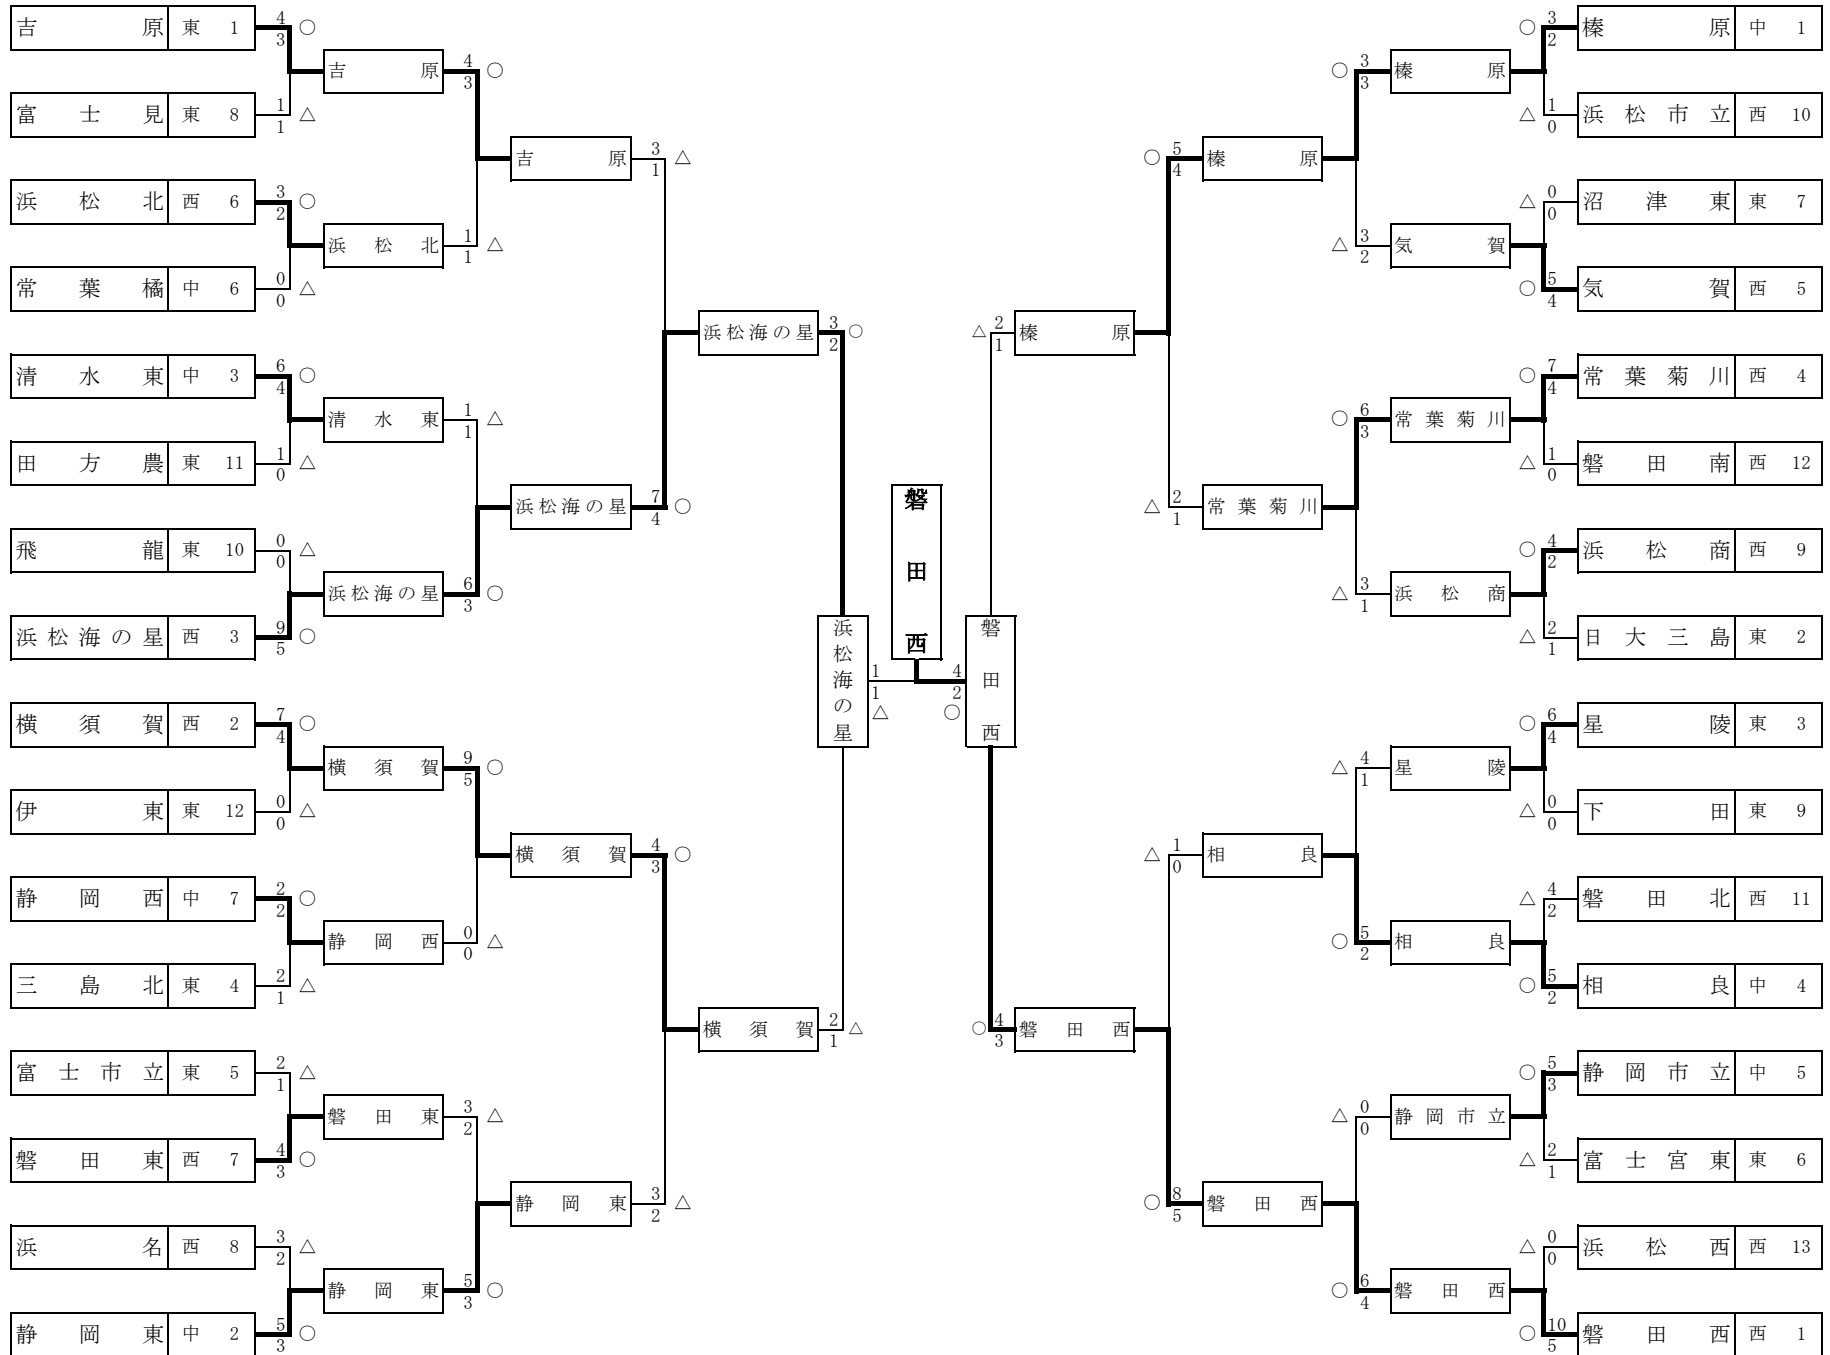 吉原 東 1 4 3 ○
富士見 東 8 1 1 △
浜松北 西 6 3 2 ○
常葉橘 中 6 0 0 △
清水東 中 3 6 4 ○
田方農 東 11 1 0 △
飛龍 東 10 0 0 △
浜松海の星 西 3 9 5 ○
横須賀 西 2 7 4 ○
伊東 東 12 0 0 △
静岡西 中 7 2 2 ○
三島北 東 4 2 1 △
富士市立 東 5 2 1 △
磐田東 西 7 4 3 ○
浜名 西 8 3 2 △
静岡東 中 2 5 3 ○
吉原 4 3 ○
浜松北 1 1 △
清水東 1 1 △
浜松海の星 6 3 ○
横須賀 9 5 ○
静岡西 0 0 △
磐田東 3 2 △
静岡東 5 3 ○
吉原 3 1 △
浜松海の星 7 4 ○
横須賀 4 3 ○
静岡東 3 2 △
浜松海の星 3 2 ○
横須賀 2 1 △
浜松海の星 1 1 △
磐田西
4 2 ○ 磐田西
△ 2 1 榛原
○ 4 3 磐田西
○ 5 4 榛原
△ 2 1 常葉菊川
△ 1 0 相良
○ 8 5 磐田西
○ 3 3 榛原
△ 3 2 気賀
○ 6 3 常葉菊川
△ 3 1 浜松商
△ 4 1 星陵
○ 5 2 相良
△ 0 0 静岡市立
○ 6 4 磐田西
○ 3 2 榛原 中 1
△ 1 0 浜松市立 西 10
△ 0 0 沼津東 東 7
○ 5 4 気賀 西 5
○ 7 4 常葉菊川 西 4
△ 1 0 磐田南 西 12
○ 4 2 浜松商 西 9
△ 2 1 日大三島 東 2
○ 6 4 星陵 東 3
△ 0 0 下田 東 9
△ 4 2 磐田北 西 11
○ 5 2 相良 中 4
○ 5 3 静岡市立 中 5
△ 2 1 富士宮東 東 6
△ 0 0 浜松西 西 13
○ 10 5 磐田西 西 1